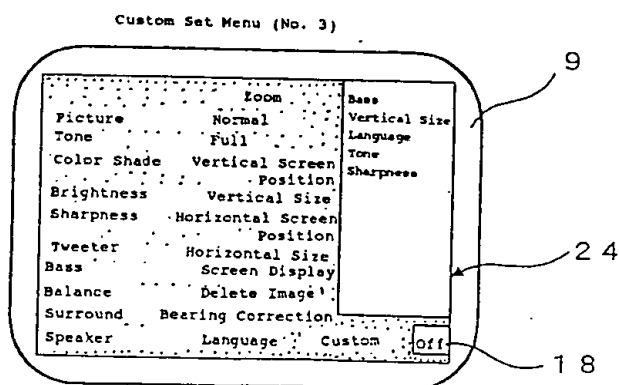 Custom Set Menu (No. 3)
9
Zoom
Picture Normal
Tone Full
Color Shade Vertical Screen
Position
Brightness Vertical Size
Sharpness Horizontal Screen
Position
Tweeter Horizontal Size
Bass Screen Display
Balance Delete Image
Surround Bearing Correction
Speaker Language Custom Off
Bass
Vertical Size
Language
Tone
Sharpness
24
18